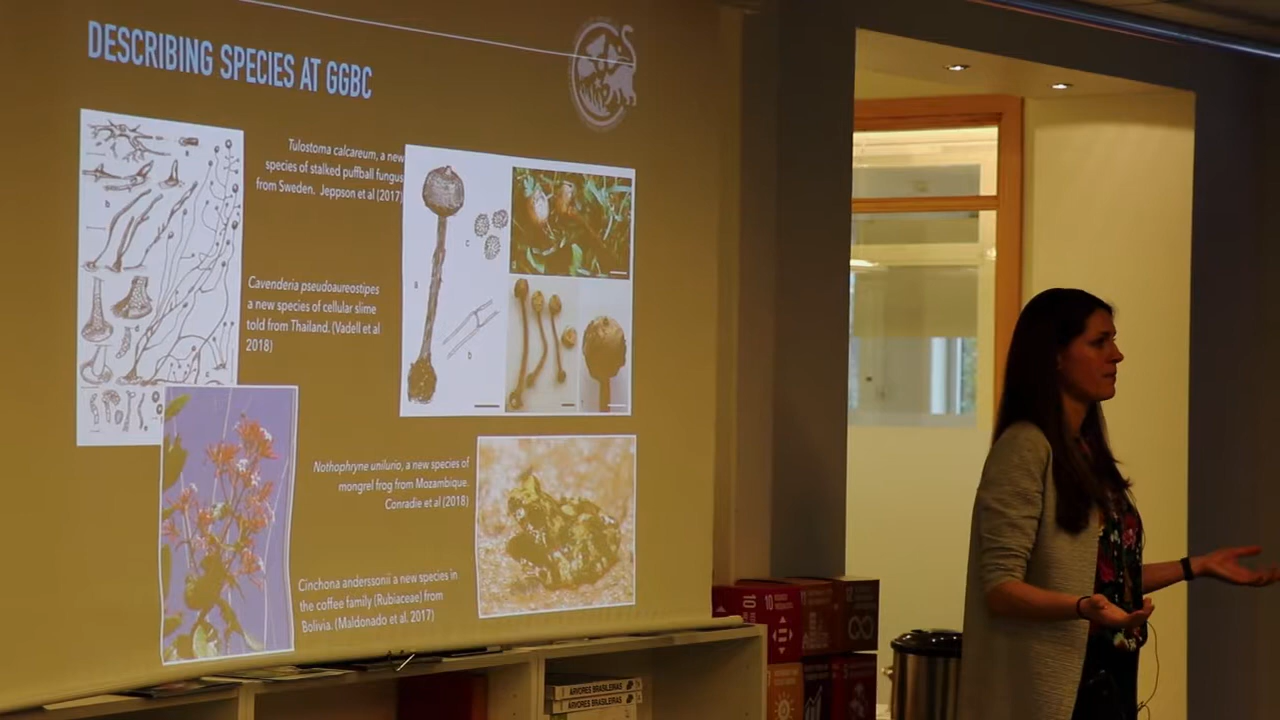 DESCRIBING SPECIES AT GGBC
Tulostoma calcareum, a new
species of stalked puffball fungus
from Sweden. Jeppson et al (2017)
Cavenderia pseudoaureostipes
a new species of cellular slime
told from Thailand. (Vadell et al
2018)
Nothophryne unilurio, a new species of
mongrel frog from Mozambique.
Conradie et al (2018)
Cinchona anderssonii a new species in
the coffee family (Rubiaceae) from
Bolivia. (Maldonado et al. 2017)
10
12
ÁRVORES BRASILEIRAS
ÁRVORES BRASILEIRAS